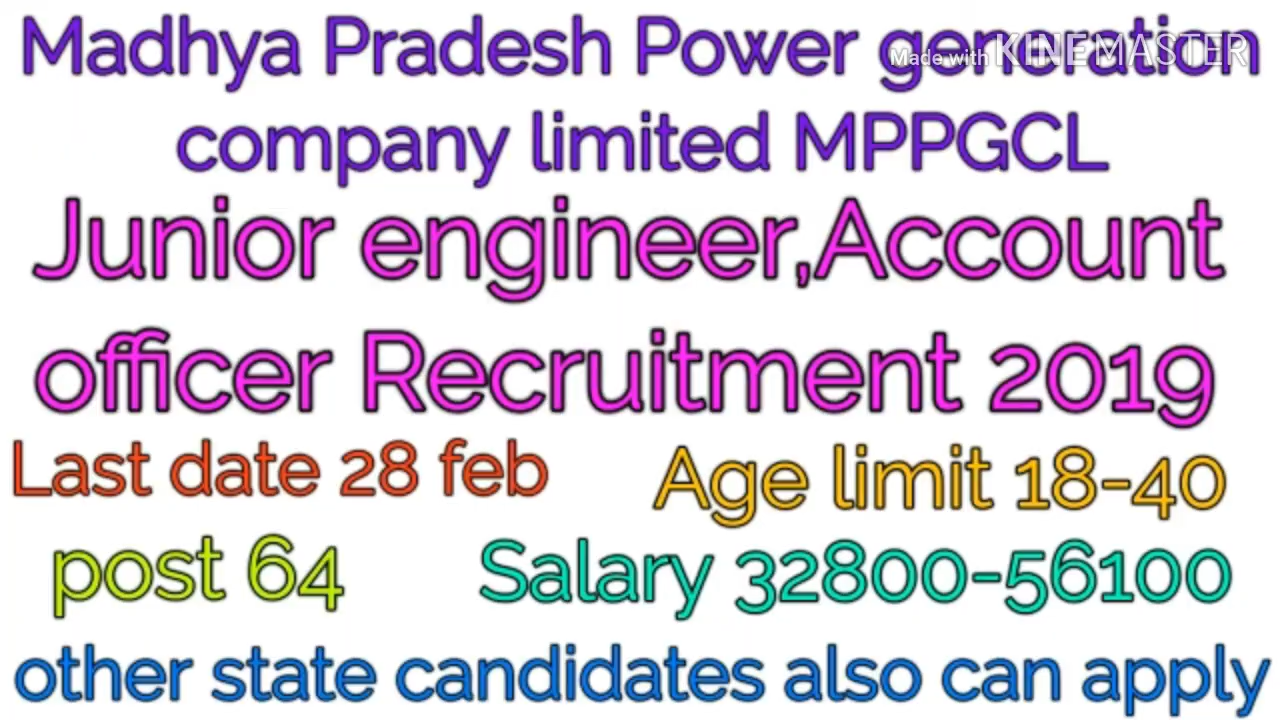 Madhya Pradesh Power generation
Made with KINEMASTER
company limited MPPGCL
Junior engineer,Account
officer Recruitment 2019
Last date 28 feb
Age limit 18-40
post 64
Salary 32800-56100
other state candidates also can apply